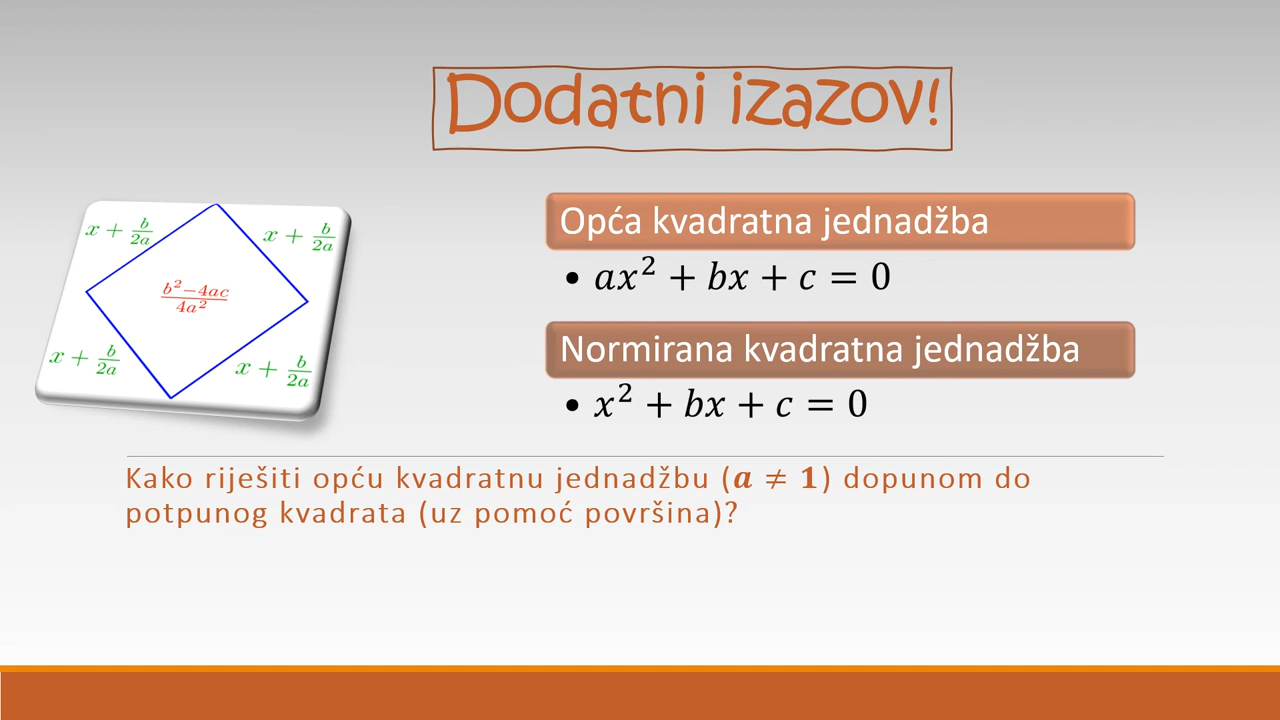 Dodatni izazov!
x + b/2a
x + b/2a
b² − 4ac / 4a²
x + b/2a
x + b/2a
Opća kvadratna jednadžba
• ax² + bx + c = 0
Normirana kvadratna jednadžba
• x² + bx + c = 0
Kako riješiti opću kvadratnu jednadžbu (a ≠ 1) dopunom do
potpunog kvadrata (uz pomoć površina)?